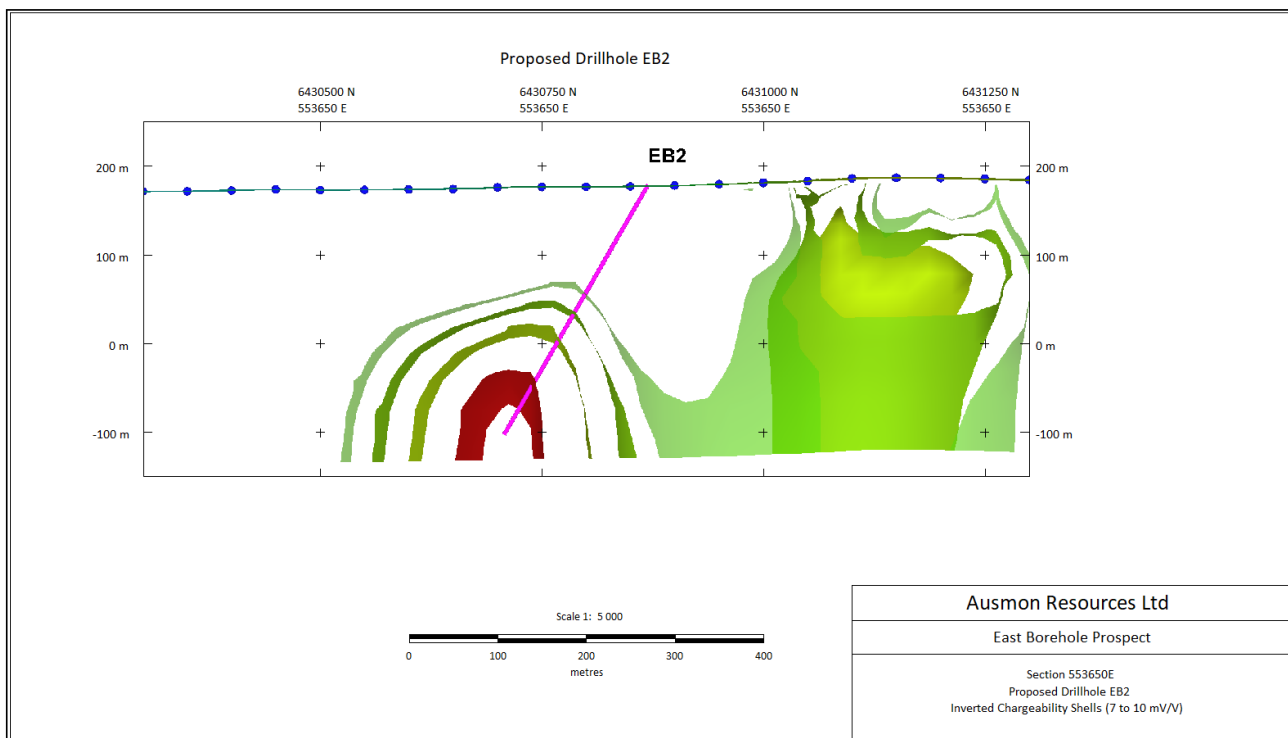 Proposed Drillhole EB2
6430500 N 6430750 N 6431000 N 6431250 N
553650 E 553650 E 553650 E 553650 E
EB2
200 m 200 m
100 m 100 m
0 m 0 m
-100 m -100 m
Scale 1: 5 000
0 100 200 300 400
metres
Ausmon Resources Ltd
East Borehole Prospect
Section 553650E
Proposed Drillhole EB2
Inverted Chargeability Shells (7 to 10 mV/V)